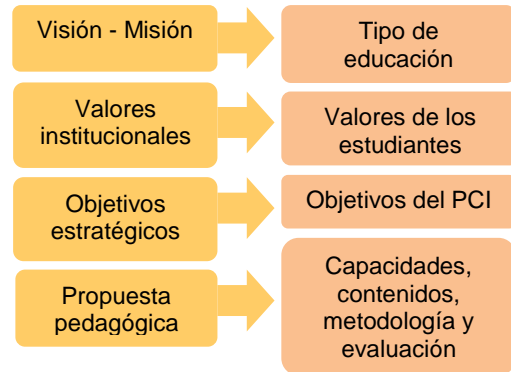 Visión - Misión
Tipo de
educación
Valores
institucionales
Valores de los
estudiantes
Objetivos
estratégicos
Objetivos del PCI
Propuesta
pedagógica
Capacidades,
contenidos,
metodología y
evaluación